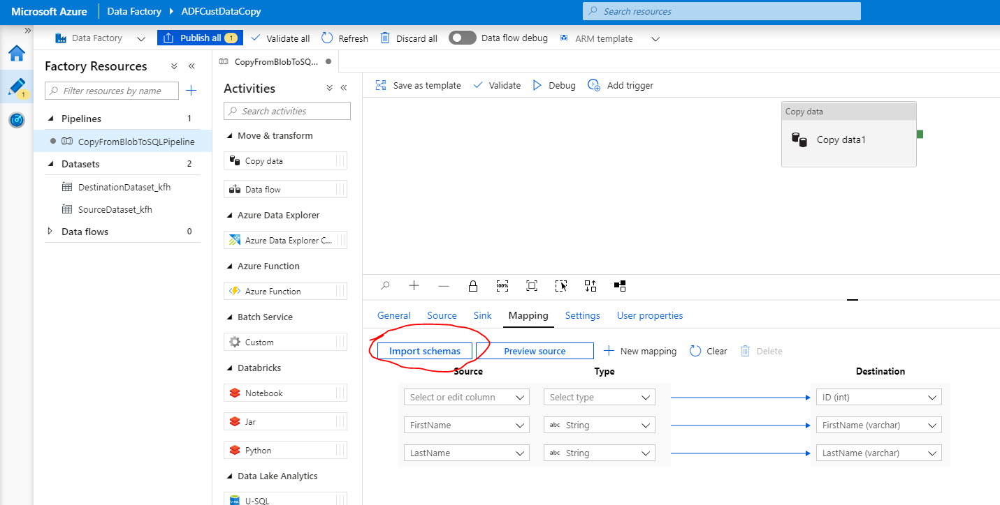 Microsoft Azure
Data Factory
ADFCustDataCopy
Search resources
Data Factory
Publish all 1
Validate all
Refresh
Discard all
Data flow debug
ARM template
1
Factory Resources
Filter resources by name
Pipelines 1
CopyFromBlobToSQLPipeline
Datasets 2
DestinationDataset_kfh
SourceDataset_kfh
Data flows 0
CopyFromBlobToSQ...
Activities
Search activities
Move & transform
Copy data
Data flow
Azure Data Explorer
Azure Data Explorer C...
Azure Function
Azure Function
Batch Service
Custom
Databricks
Notebook
Jar
Python
Data Lake Analytics
U-SQL
Save as template
Validate
Debug
Add trigger
Copy data
Copy data1
100%
General
Source
Sink
Mapping
Settings
User properties
Import schemas
Preview source
New mapping
Clear
Delete
Source Type Destination
Select or edit column Select type ID (int)
FirstName abc String FirstName (varchar)
LastName abc String LastName (varchar)